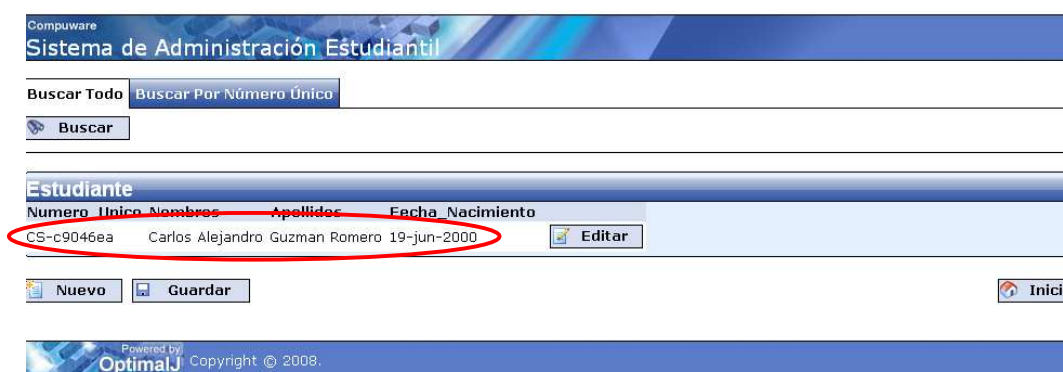 Compuware
Sistema de Administración Estudiantil
Buscar Todo Buscar Por Número Único
Buscar
Estudiante
Numero_Unico Nombres Apellidos Fecha_Nacimiento
CS-c9046ea Carlos Alejandro Guzman Romero 19-jun-2000 Editar
Nuevo Guardar Inici
Powered by
OptimalJ Copyright © 2008.